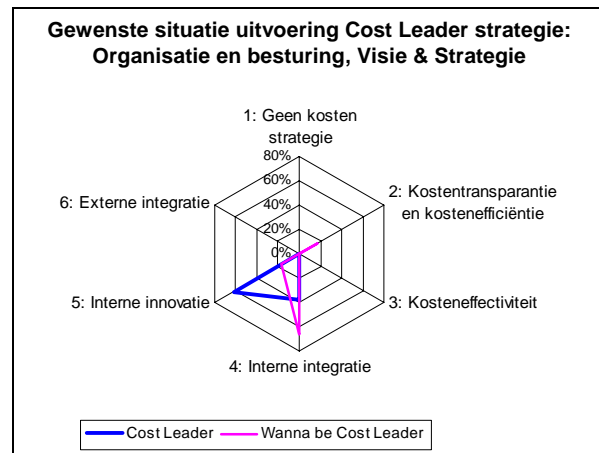 Gewenste situatie uitvoering Cost Leader strategie:
Organisatie en besturing, Visie & Strategie
1: Geen kosten
strategie
80%
60%
40%
20%
0%
2: Kostentransparantie
en kostenefficiëntie
3: Kosteneffectiviteit
4: Interne integratie
5: Interne innovatie
6: Externe integratie
Cost Leader
Wanna be Cost Leader